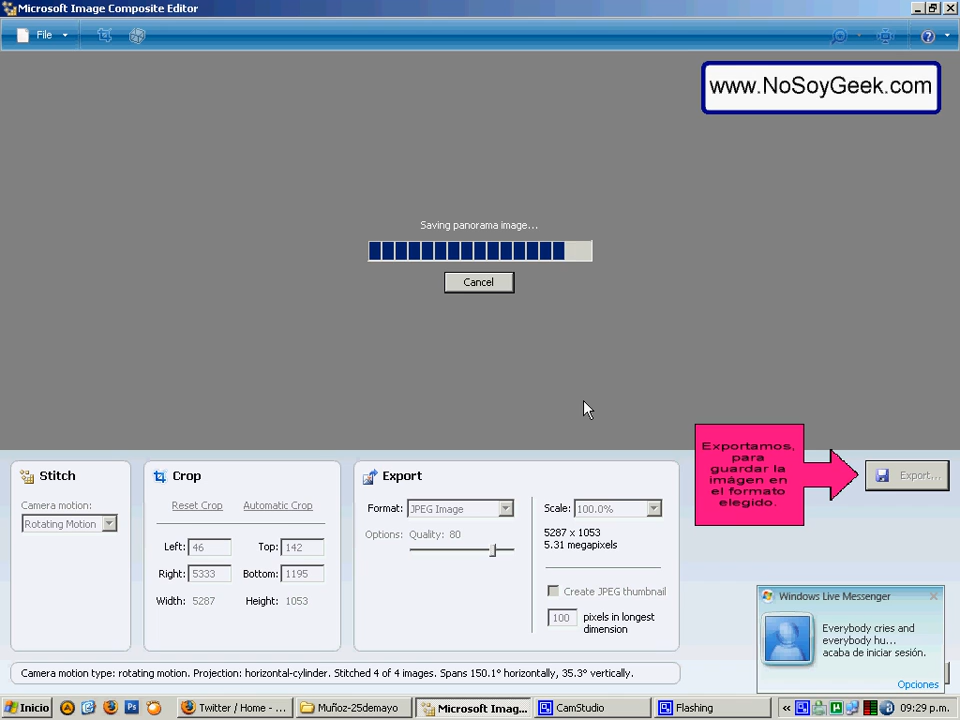 Microsoft Image Composite Editor
File
www.NoSoyGeek.com
Saving panorama image...
Cancel
Exportamos,
para
guardar la
imágen en
el formato
elegido.
Export...
Stitch
Camera motion:
Rotating Motion
Crop
Reset Crop Automatic Crop
Left: 46 Top: 142
Right: 5333 Bottom: 1195
Width: 5287 Height: 1053
Export
Format: JPEG Image
Options: Quality: 80
Scale: 100.0%
5287 x 1053
5.31 megapixels
Create JPEG thumbnail
100 pixels in longest
dimension
Windows Live Messenger
Everybody cries and
everybody hu...
acaba de iniciar sesión.
Opciones
Camera motion type: rotating motion. Projection: horizontal-cylinder. Stitched 4 of 4 images. Spans 150.1° horizontally, 35.3° vertically.
Inicio Ps Twitter / Home - ... Muñoz-25demayo Microsoft Imag... CamStudio Flashing 09:29 p.m.